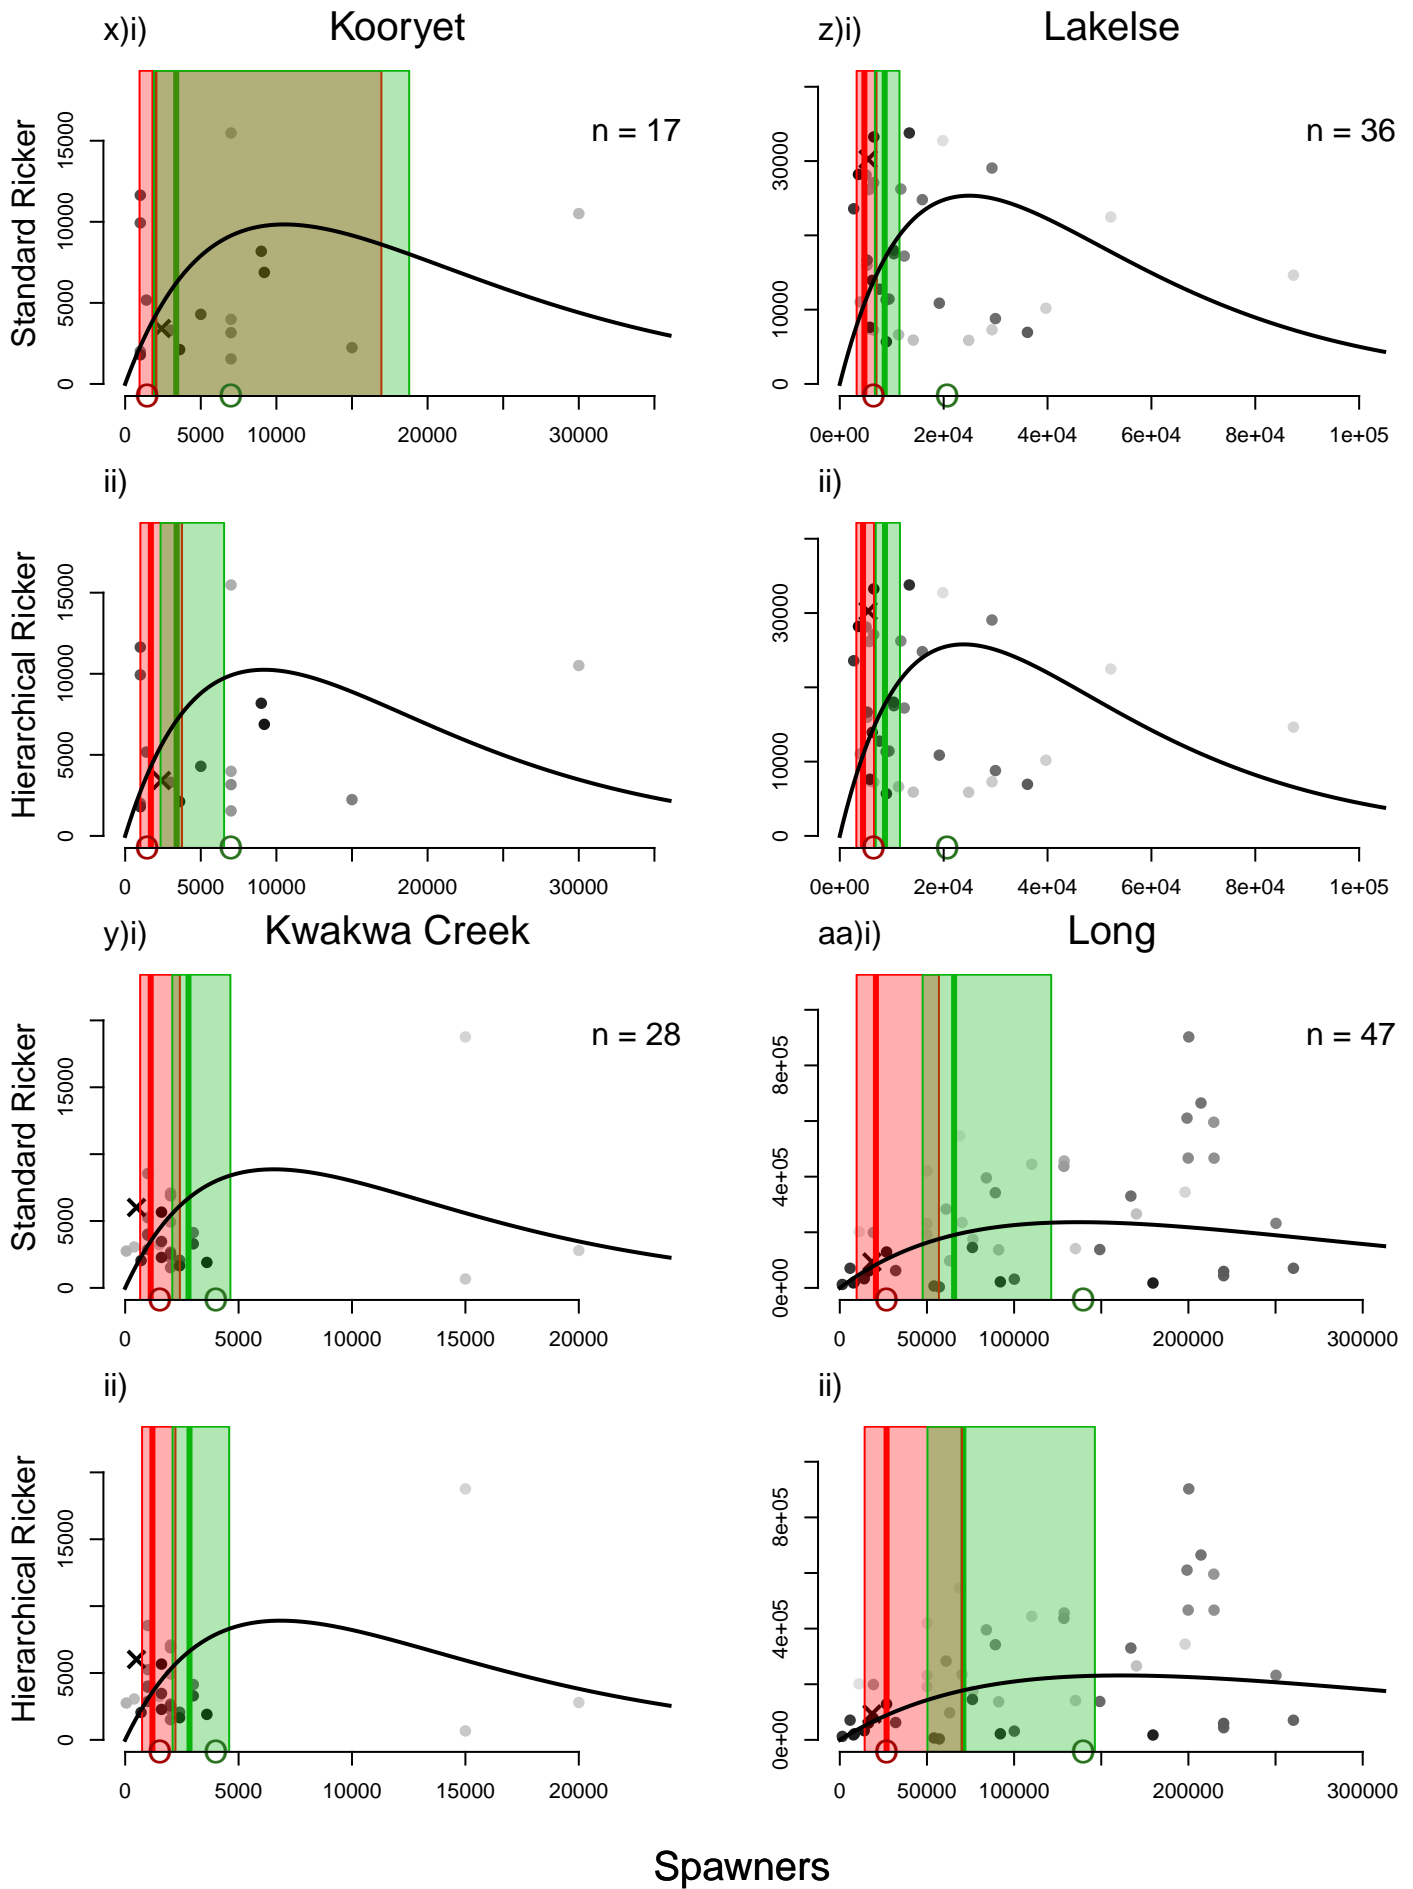 x)i) Kooryet
Standard Ricker
n = 17
15000
10000
5000
0
0 5000 10000 20000 30000
z)i) Lakelse
n = 36
30000
10000
0
0e+00 2e+04 4e+04 6e+04 8e+04 1e+05
ii)
Hierarchical Ricker
15000
10000
5000
0
0 5000 10000 20000 30000
ii)
30000
10000
0
0e+00 2e+04 4e+04 6e+04 8e+04 1e+05
y)i) Kwakwa Creek
Standard Ricker
n = 28
15000
5000
0
0 5000 10000 15000 20000
aa)i) Long
n = 47
8e+05
4e+05
0e+00
0 50000 100000 200000 300000
ii)
Hierarchical Ricker
15000
5000
0
0 5000 10000 15000 20000
ii)
8e+05
4e+05
0e+00
0 50000 100000 200000 300000
Spawners